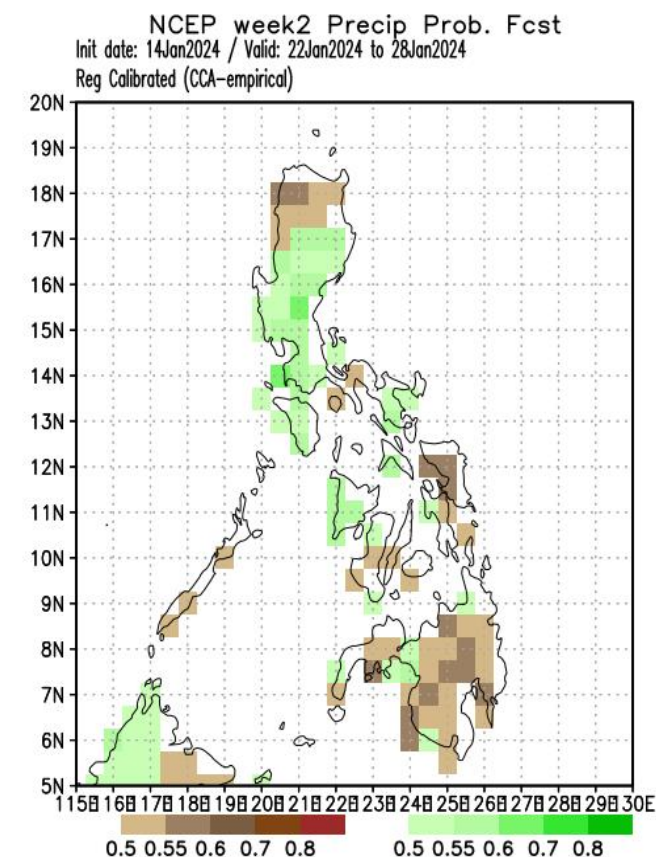 NCEP week2 Precip Prob. Fcst
Init date: 14Jan2024 / Valid: 22Jan2024 to 28Jan2024
Reg Calibrated (CCA-empirical)
20N
19N
18N
17N
16N
15N
14N
13N
12N
11N
10N
9N
8N
7N
6N
5N
115E 116E 117E 118E 119E 120E 121E 122E 123E 124E 125E 126E 127E 128E 129E 130E
0.5 0.55 0.6 0.7 0.8 0.5 0.55 0.6 0.7 0.8